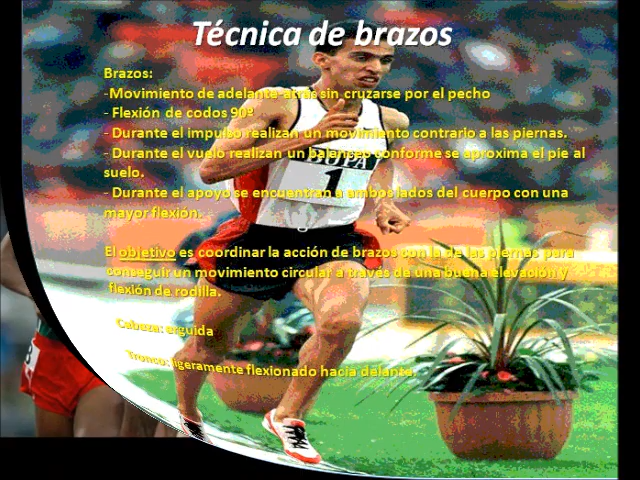 Técnica de brazos
Brazos:
-Movimiento de adelante-atrás sin cruzarse por el pecho
- Flexión de codos 90º
- Durante el impulso realizan un movimiento contrario a las piernas.
- Durante el vuelo realizan un balanceo conforme se aproxima el pie al
suelo.
- Durante el apoyo se encuentran a ambos lados del cuerpo con una
mayor flexión.
El objetivo es coordinar la acción de brazos con la de las piernas para
conseguir un movimiento circular a través de una buena elevación y
flexión de rodilla.
Cabeza: erguida
Tronco: ligeramente flexionado hacia delante.
1